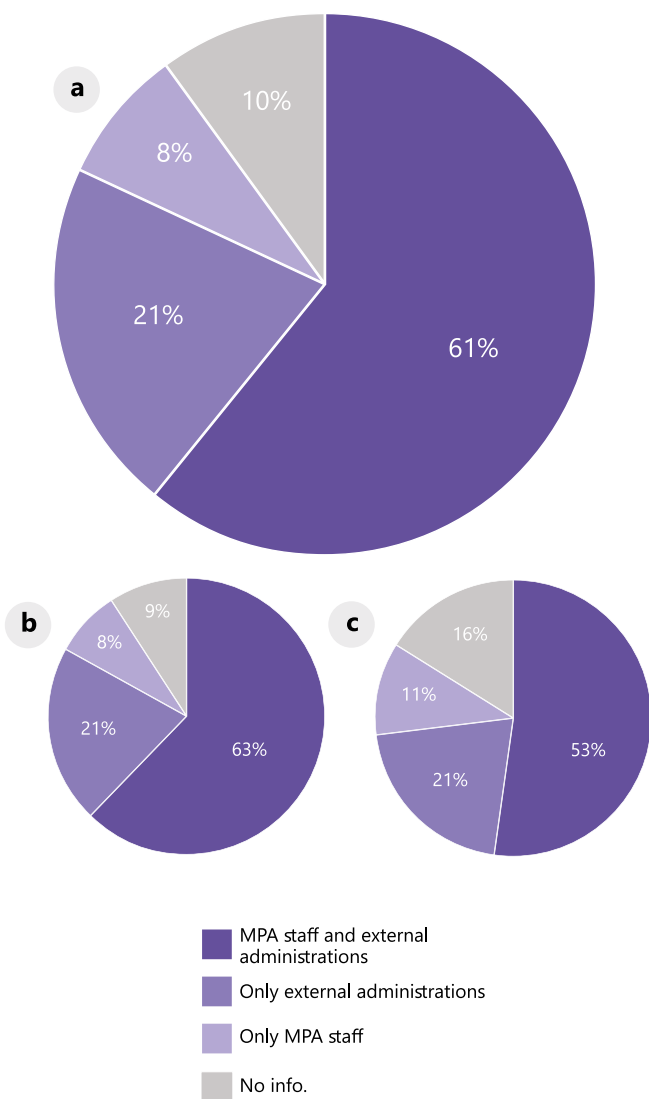 a
10%
8%
21%
61%
b
9%
8%
21%
63%
c
16%
11%
21%
53%
MPA staff and external
administrations
Only external administrations
Only MPA staff
No info.